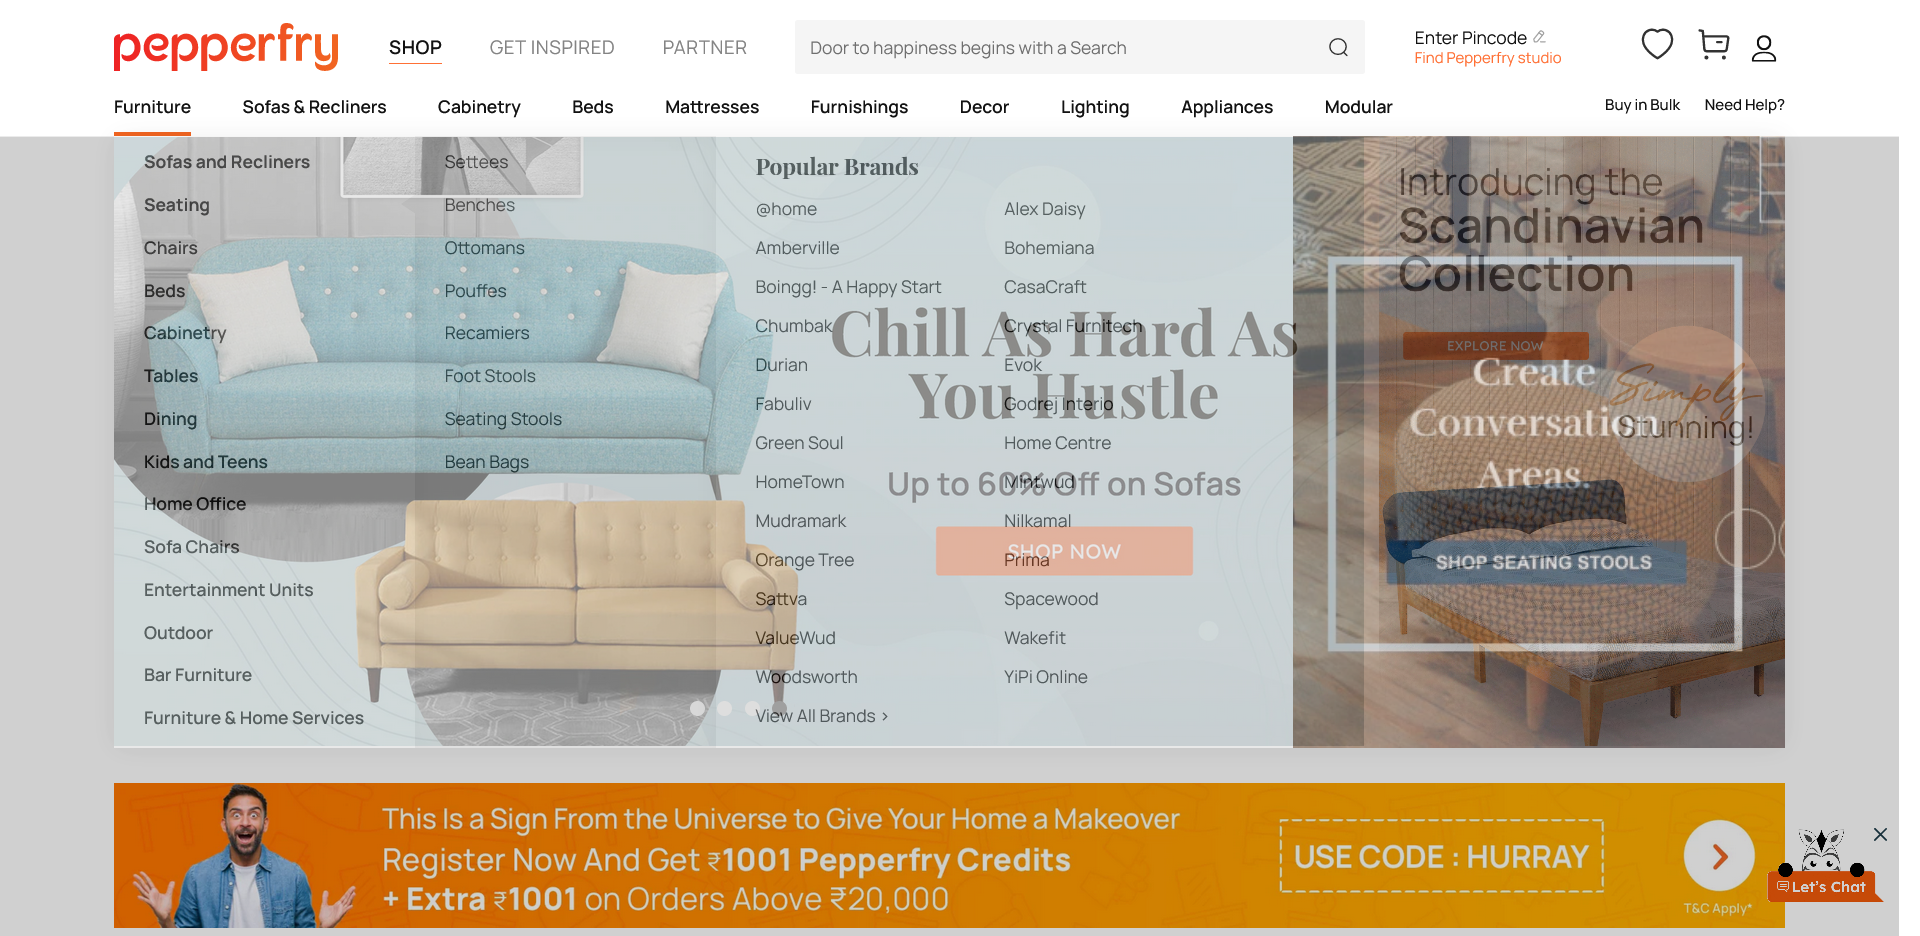 pepperfry
SHOP
GET INSPIRED
PARTNER
Door to happiness begins with a Search
Enter Pincode
Find Pepperfry studio
Furniture
Sofas & Recliners
Cabinetry
Beds
Mattresses
Furnishings
Decor
Lighting
Appliances
Modular
Buy in Bulk
Need Help?
Sofas and Recliners
Seating
Chairs
Beds
Cabinetry
Tables
Dining
Kids and Teens
Home Office
Sofa Chairs
Entertainment Units
Outdoor
Bar Furniture
Furniture & Home Services
Settees
Benches
Ottomans
Pouffes
Recamiers
Foot Stools
Seating Stools
Bean Bags
Popular Brands
@home
Amberville
Boingg! - A Happy Start
Chumbak
Durian
Fabuliv
Green Soul
HomeTown
Mudramark
Orange Tree
Sattva
ValueWud
Woodsworth
View All Brands >
Alex Daisy
Bohemiana
CasaCraft
Crystal Furnitech
Evok
Godrej Interio
Home Centre
Mintwud
Nilkamal
Prima
Spacewood
Wakefit
YiPi Online
Chill As Hard As
You Hustle
Up to 60% Off on Sofas
SHOP NOW
Introducing the
Scandinavian
Collection
EXPLORE NOW
Simply
Stunning!
Create
Conversation
Areas.
SHOP SEATING STOOLS
This Is a Sign From the Universe to Give Your Home a Makeover
Register Now And Get ₹1001 Pepperfry Credits
+ Extra ₹1001 on Orders Above ₹20,000
USE CODE : HURRAY
T&C Apply*
Let's Chat